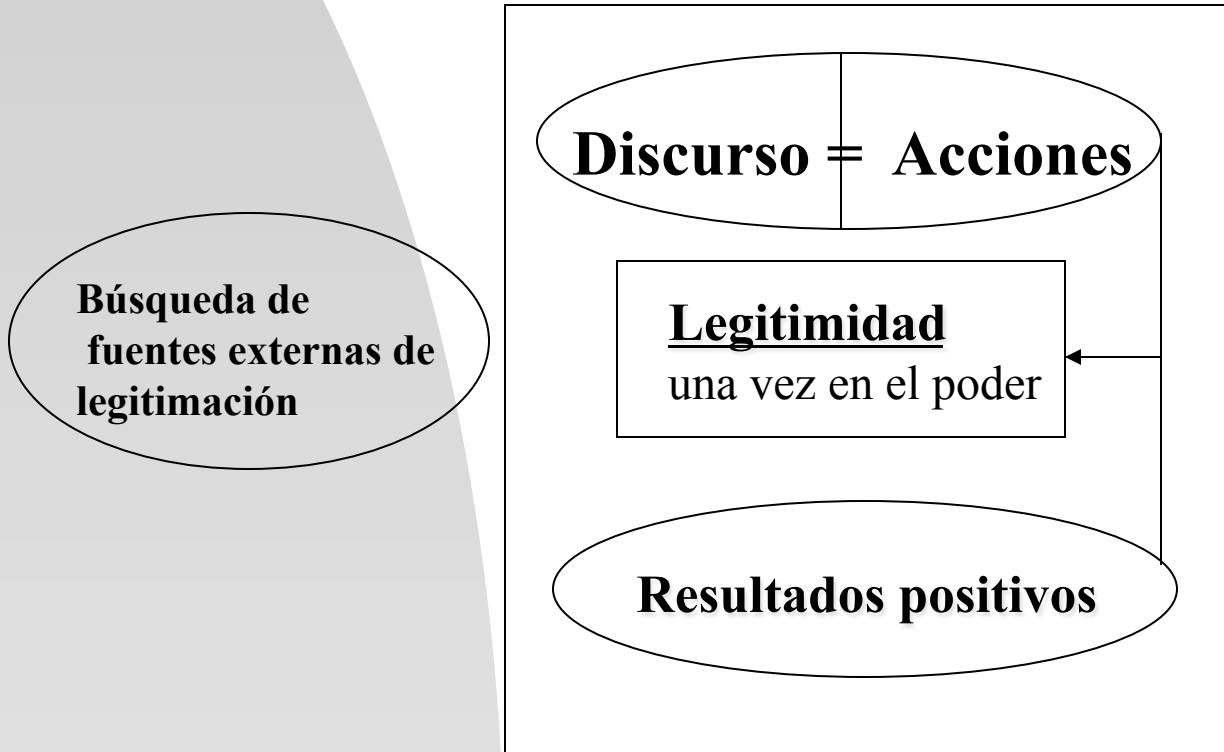 Búsqueda de
fuentes externas de
legitimación
Discurso = Acciones
Legitimidad
una vez en el poder
Resultados positivos